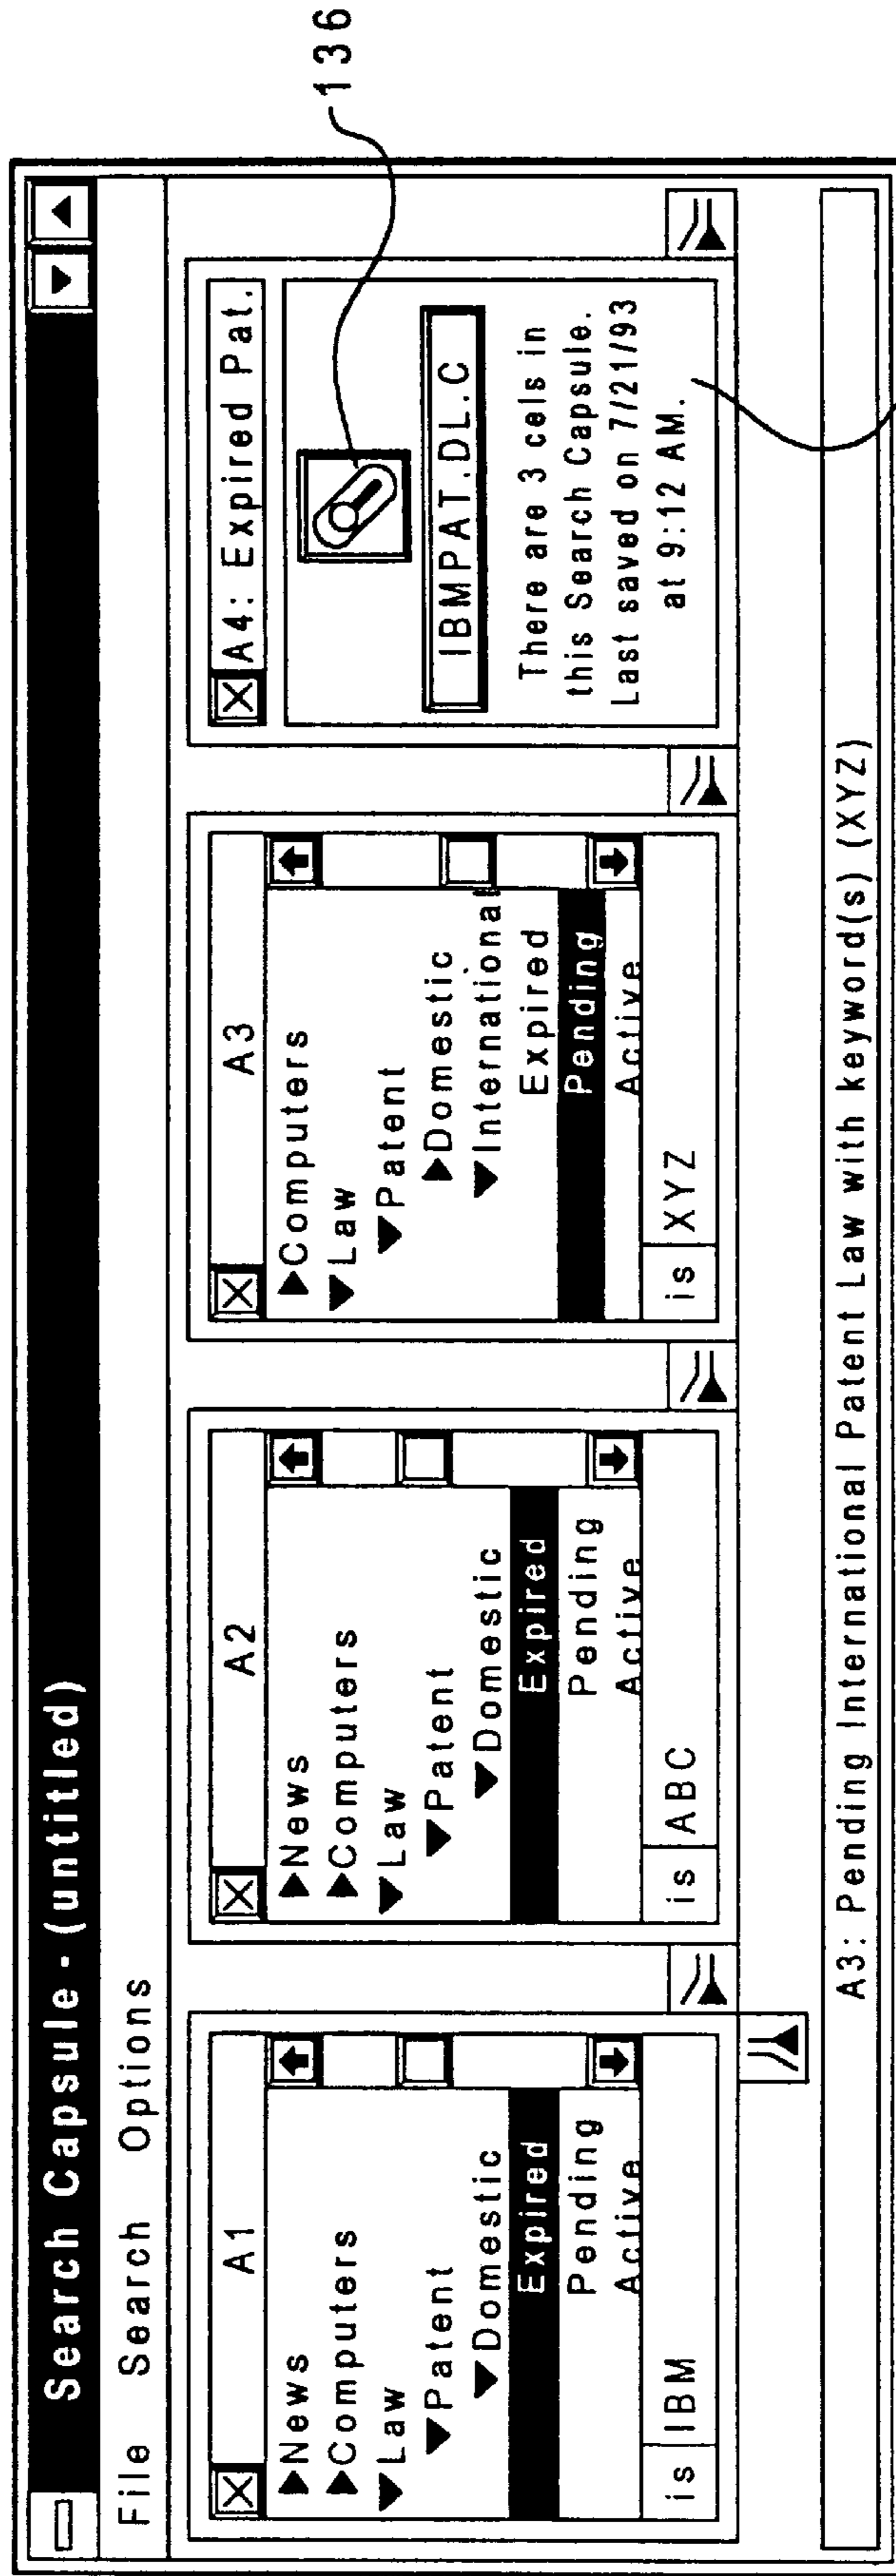 Search Capsule - (untitled)
File Search Options
A1
News
Computers
Law
Patent
Domestic
Expired
Pending
Active
is IBM
A2
News
Computers
Law
Patent
Domestic
Expired
Pending
Active
is ABC
A3
Computers
Law
Patent
Domestic
International
Expired
Pending
Active
is XYZ
A4: Expired Pat.
IBMPAT.DL.C
There are 3 cels in
this Search Capsule.
Last saved on 7/21/93
at 9:12 AM.
136
A3: Pending International Patent Law with keyword(s) (XYZ)